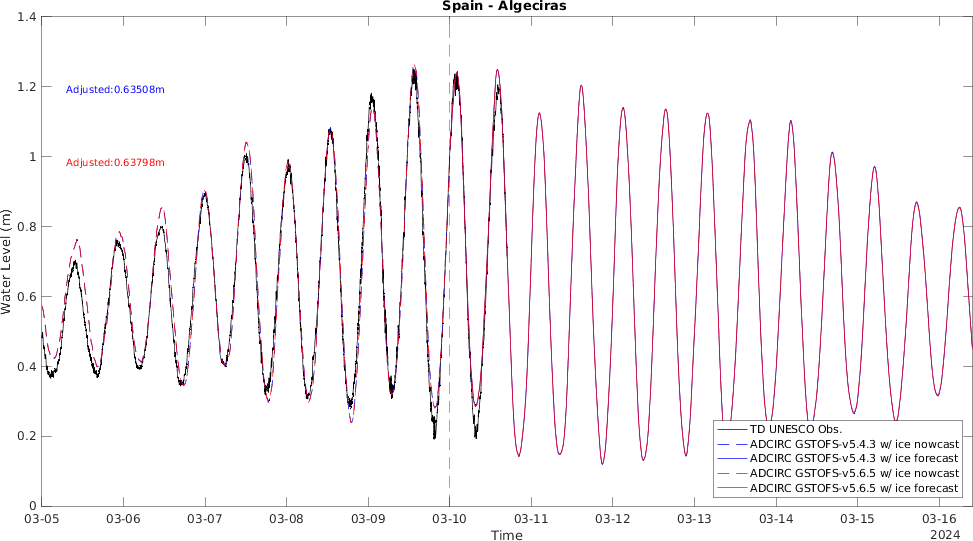 Spain - Algeciras
1.4
1.2
1
0.8
0.6
0.4
0.2
0
Water Level (m)
Adjusted:0.63508m
Adjusted:0.63798m
TD UNESCO Obs.
ADCIRC GSTOFS-v5.4.3 w/ ice nowcast
ADCIRC GSTOFS-v5.4.3 w/ ice forecast
ADCIRC GSTOFS-v5.6.5 w/ ice nowcast
ADCIRC GSTOFS-v5.6.5 w/ ice forecast
03-05 03-06 03-07 03-08 03-09 03-10 03-11 03-12 03-13 03-14 03-15 03-16
Time
2024